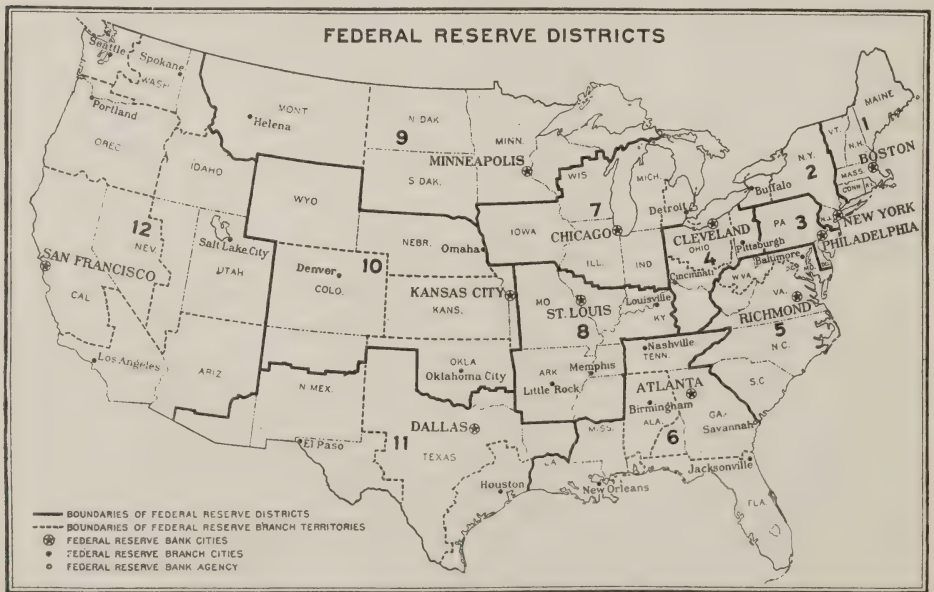 FEDERAL RESERVE DISTRICTS
Seattle
Spokane
WASH.
Portland
OREG.
MONT.
Helena
IDAHO
N DAK.
9
S. DAK.
MINN.
MINNEAPOLIS
WIS
MICH.
MAINE
1
VT.
N.H.
BOSTON
MASS.
CONN.
R.I.
N.Y.
2
Buffalo
NEW YORK
N.J.
PA
3
PHILADELPHIA
WYO
12
NEV.
SAN FRANCISCO
CAL
Salt Lake City
UTAH
Los Angeles
ARIZ
NEBR.
Omaha
10
Denver
COLO.
KANSAS CITY
KANS.
IOWA
7
CHICAGO
Detroit
ILL.
IND
CLEVELAND
OHIO
4
Cincinnati
Pittsburgh
Baltimore
W.VA.
VA.
RICHMOND
5
N.C.
S.C.
MO
ST. LOUIS
8
Louisville
KY
Nashville
TENN.
Memphis
ARK
Little Rock
OKLA
Oklahoma City
N MEX.
El Paso
DALLAS
11
TEXAS
Houston
LA
New Orleans
MISS.
ATLANTA
Birmingham
ALA.
6
GA.
Savannah
Jacksonville
FLA.
BOUNDARIES OF FEDERAL RESERVE DISTRICTS
BOUNDARIES OF FEDERAL RESERVE BRANCH TERRITORIES
FEDERAL RESERVE BANK CITIES
FEDERAL RESERVE BRANCH CITIES
FEDERAL RESERVE BANK AGENCY